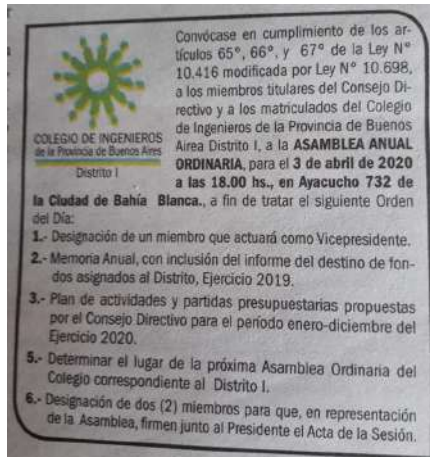 Convócase en cumplimiento de los ar-
tículos 65°, 66°, y 67° de la Ley N°
10.416 modificada por Ley N° 10.698,
a los miembros titulares del Consejo Di-
rectivo y a los matriculados del Colegio
de Ingenieros de la Provincia de Buenos
Airea Distrito I, a la ASAMBLEA ANUAL
ORDINARIA, para el 3 de abril de 2020
a las 18.00 hs., en Ayacucho 732 de
COLEGIO DE INGENIEROS
de la Provincia de Buenos Aires
Distrito I
la Ciudad de Bahía Blanca., a fin de tratar el siguiente Orden
del Día:
1.- Designación de un miembro que actuará como Vicepresidente.
2.- Memoria Anual, con inclusión del informe del destino de fon-
dos asignados al Distrito, Ejercicio 2019.
3.- Plan de actividades y partidas presupuestarias propuestas
por el Consejo Directivo para el período enero-diciembre del
Ejercicio 2020.
5.- Determinar el lugar de la próxima Asamblea Ordinaria del
Colegio correspondiente al Distrito I.
6.- Designación de dos (2) miembros para que, en representación
de la Asamblea, firmen junto al Presidente el Acta de la Sesión.